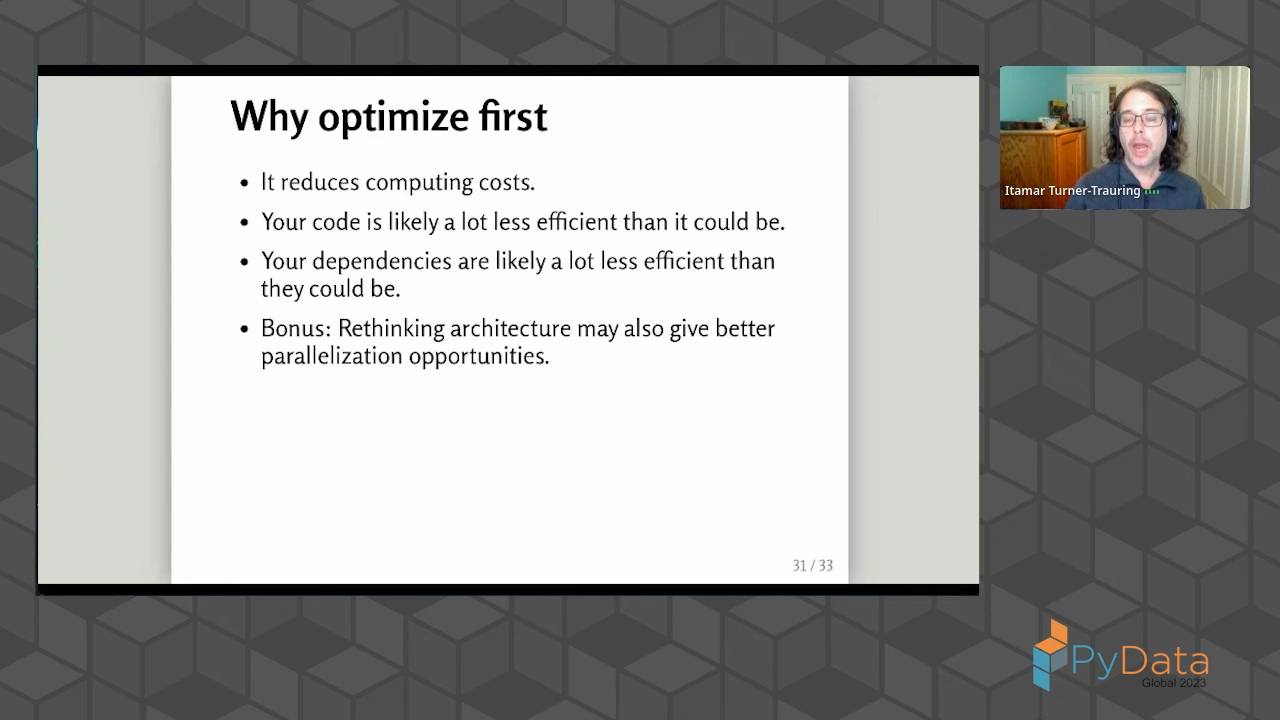 Why optimize first
• It reduces computing costs.
• Your code is likely a lot less efficient than it could be.
• Your dependencies are likely a lot less efficient than
they could be.
• Bonus: Rethinking architecture may also give better
parallelization opportunities.
31 / 33
Itamar Turner-Trauring
PyData
Global 2023